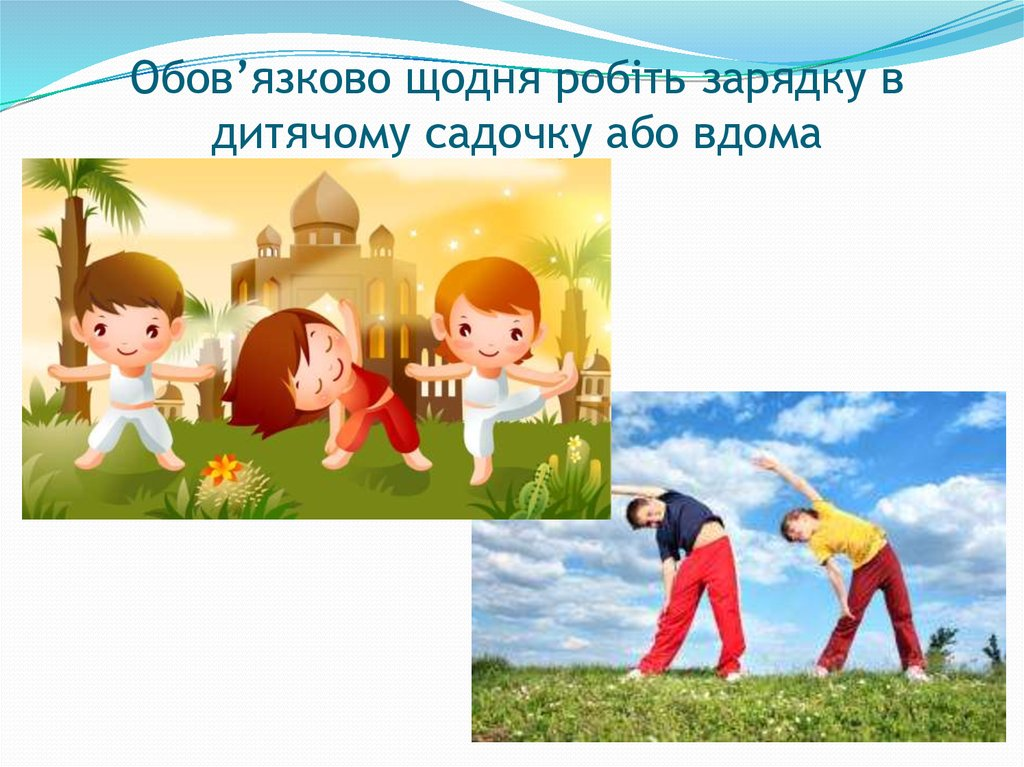 Обов’язково щодня робіть зарядку в
дитячому садочку або вдома